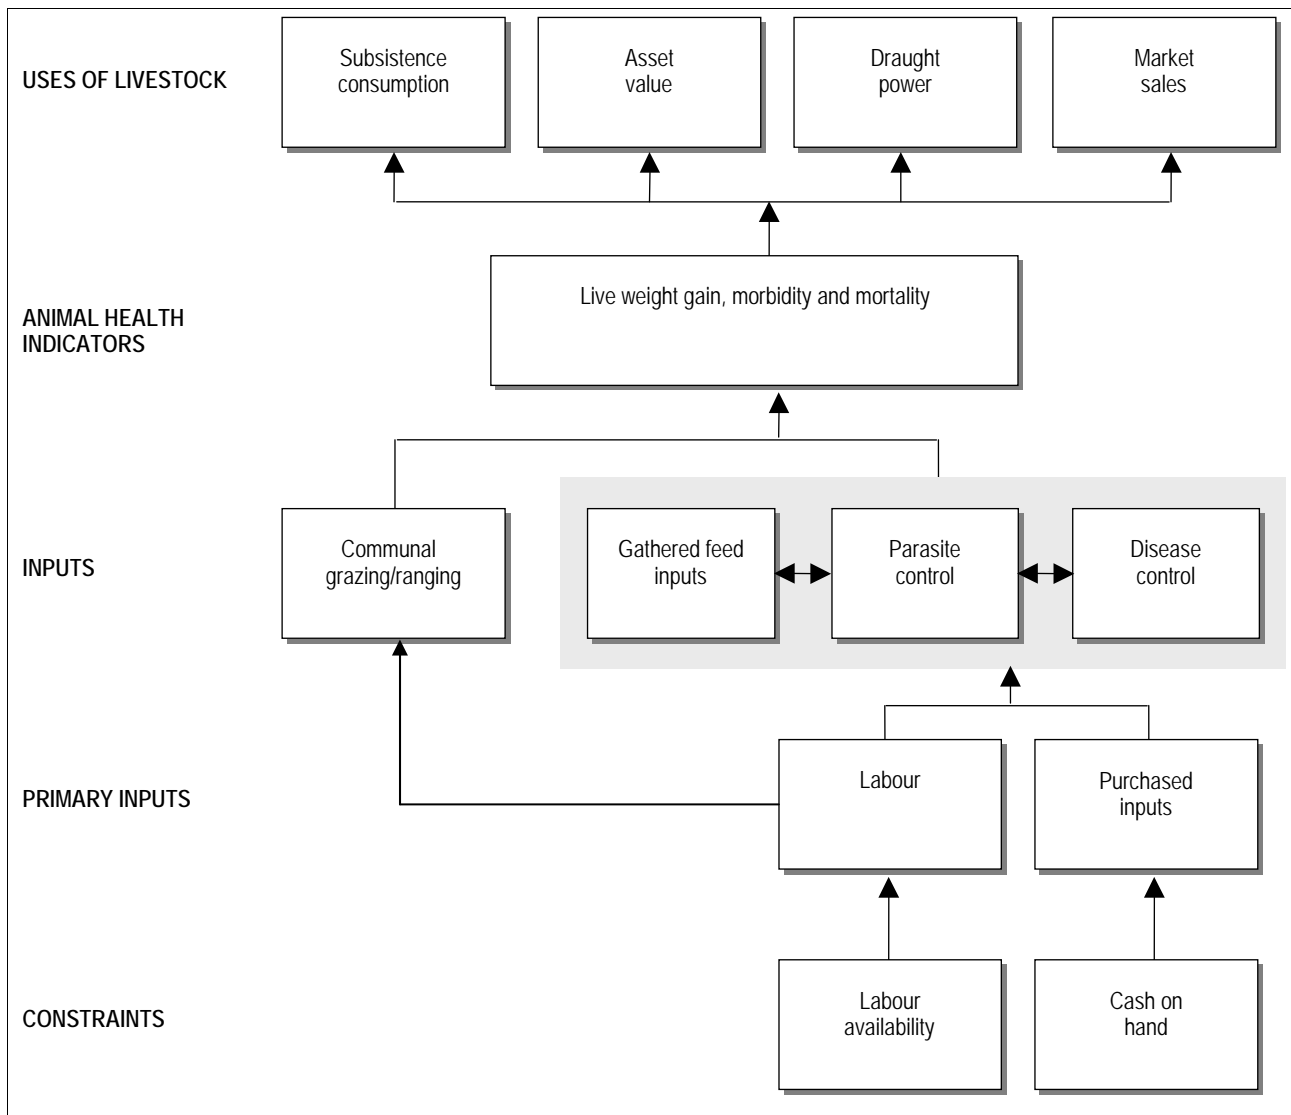 USES OF LIVESTOCK
Subsistence
consumption
Asset
value
Draught
power
Market
sales
ANIMAL HEALTH
INDICATORS
Live weight gain, morbidity and mortality
INPUTS
Communal
grazing/ranging
Gathered feed
inputs
Parasite
control
Disease
control
PRIMARY INPUTS
Labour
Purchased
inputs
CONSTRAINTS
Labour
availability
Cash on
hand